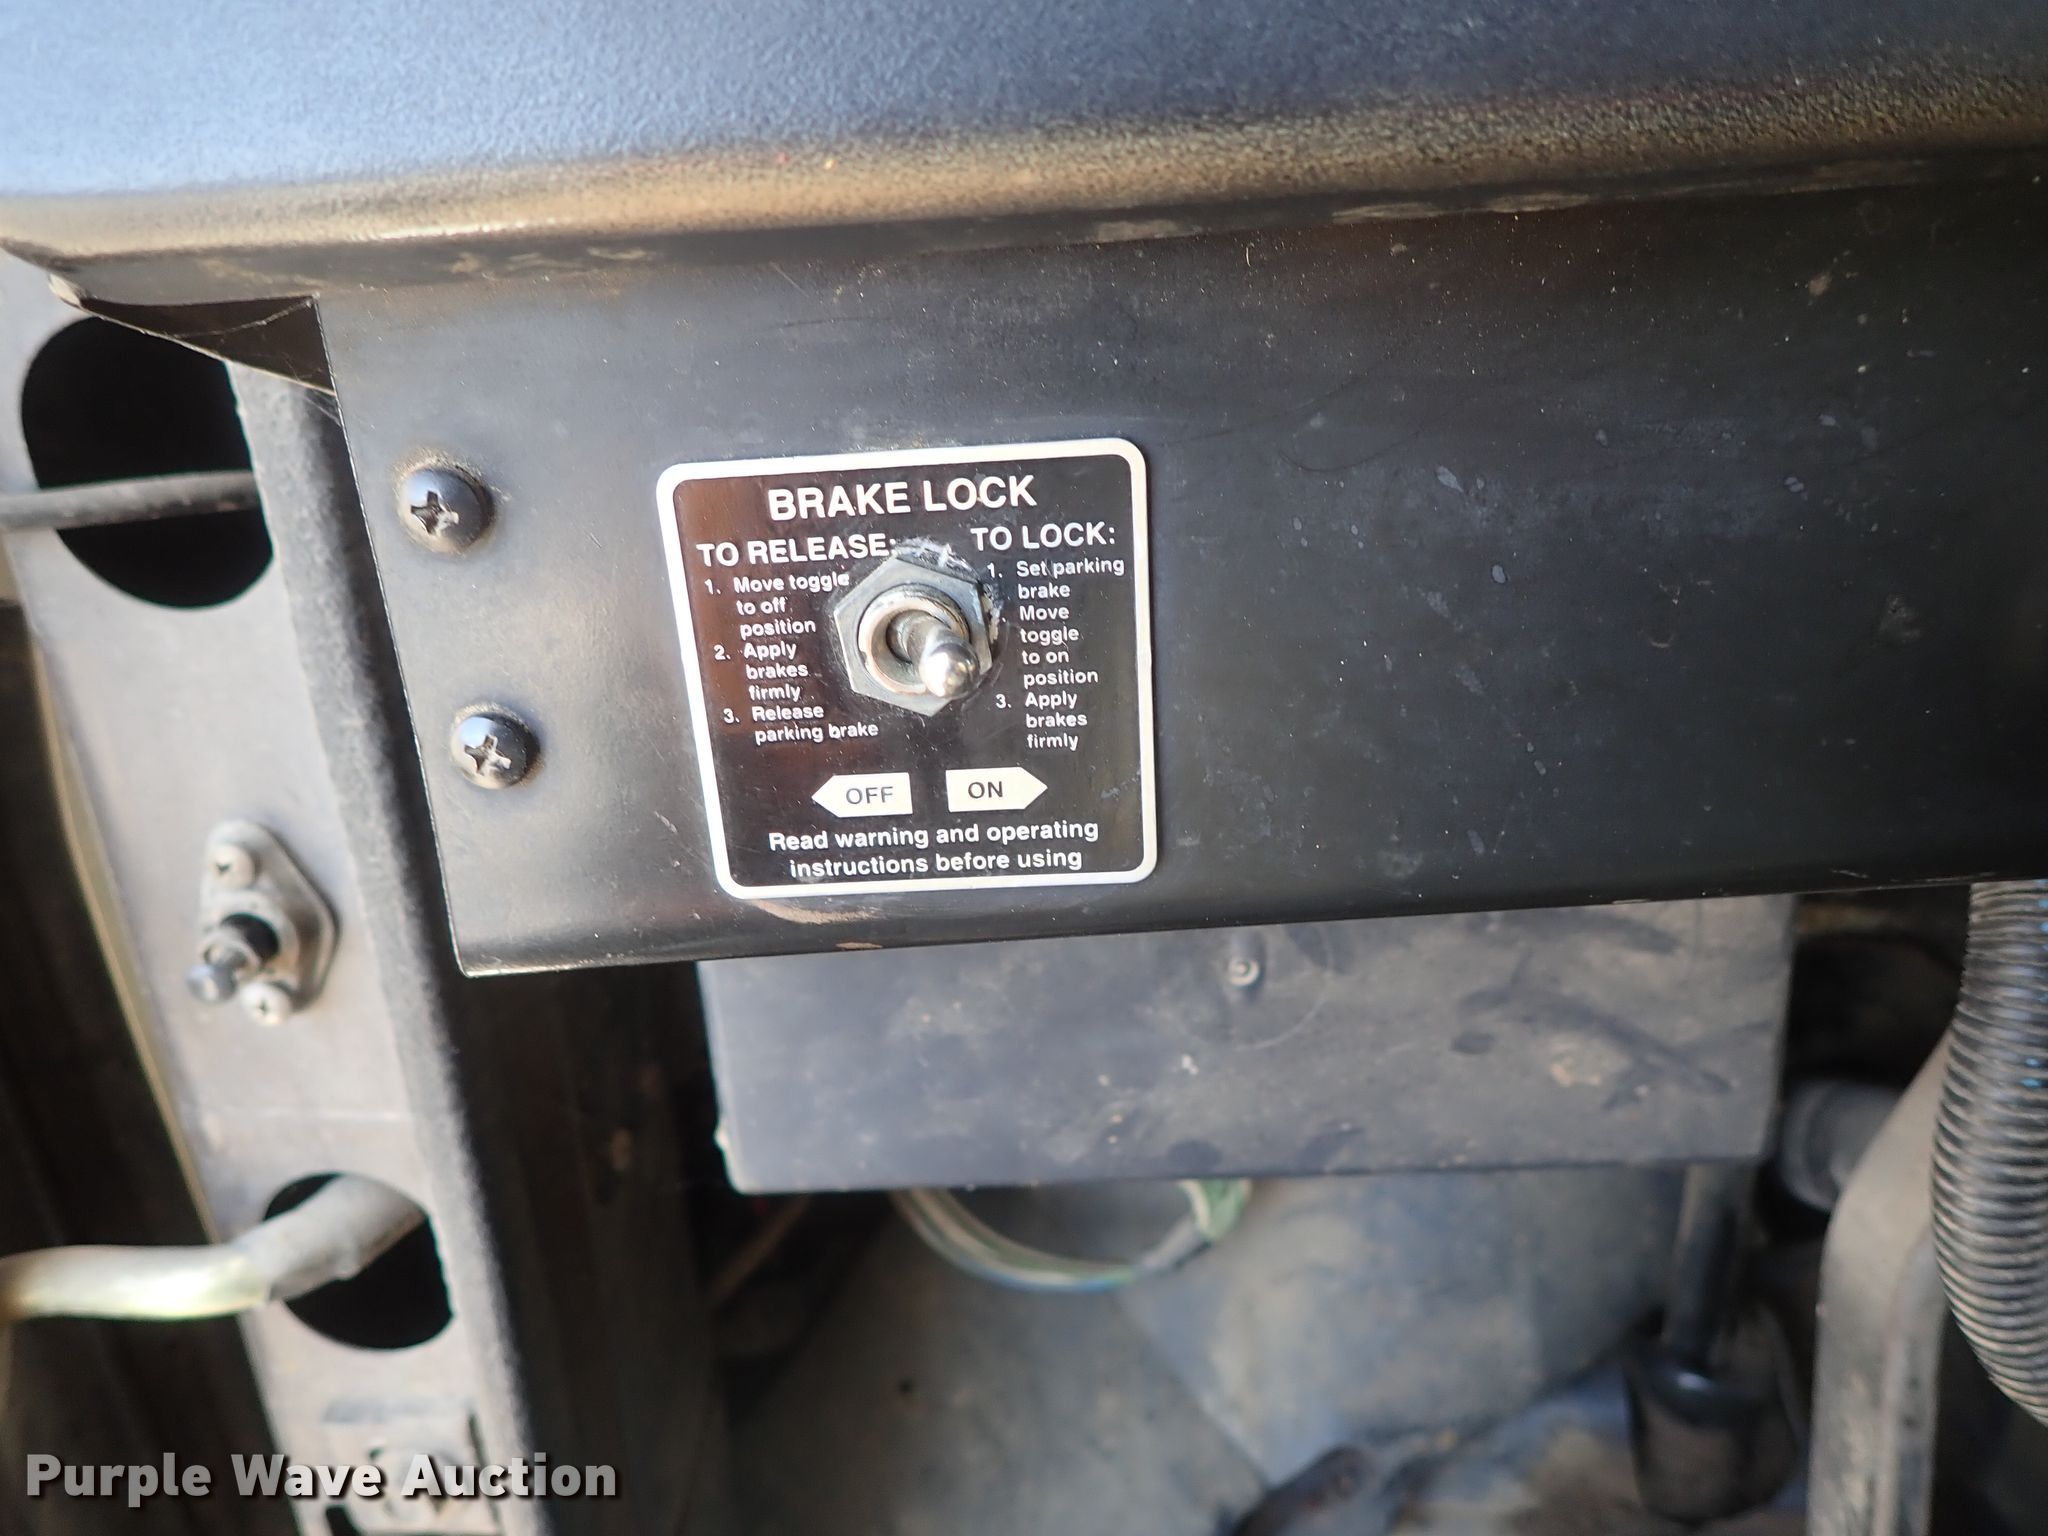 BRAKE LOCK
TO RELEASE:
1. Move toggle
to off
position
2. Apply
brakes
firmly
3. Release
parking brake
TO LOCK:
1. Set parking
brake
Move
toggle
to on
position
3. Apply
brakes
firmly
OFF
ON
Read warning and operating
instructions before using
Purple Wave Auction